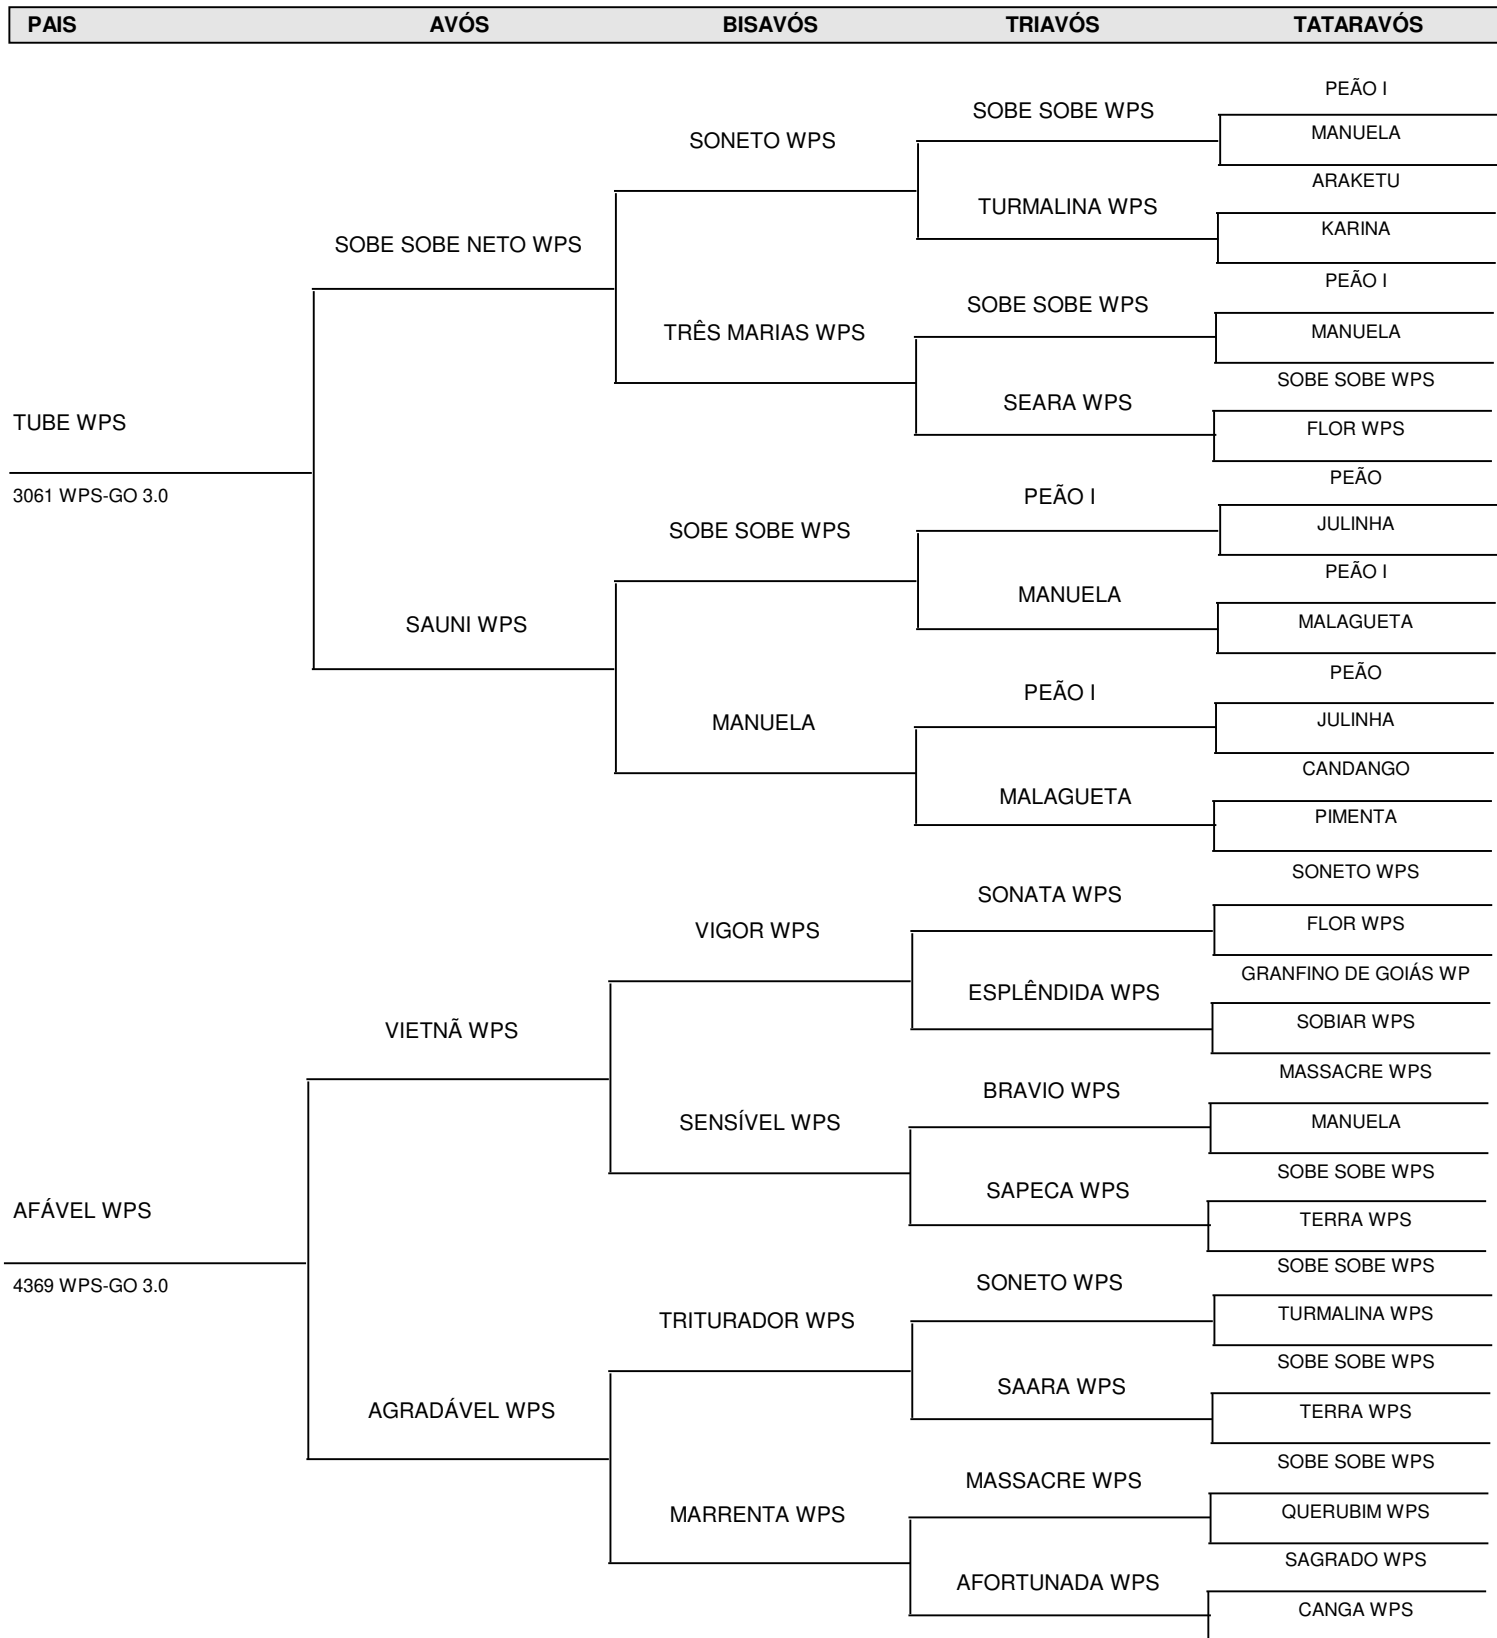 PAIS AVÓS BISAVÓS TRIAVÓS TATARAVÓS
PEÃO I
SOBE SOBE WPS
MANUELA
SONETO WPS
ARAKETU
TURMALINA WPS
KARINA
SOBE SOBE NETO WPS
PEÃO I
SOBE SOBE WPS
MANUELA
TRÊS MARIAS WPS
SOBE SOBE WPS
SEARA WPS
FLOR WPS
TUBE WPS
3061 WPS-GO 3.0
PEÃO
PEÃO I
JULINHA
SOBE SOBE WPS
PEÃO I
MANUELA
MALAGUETA
SAUNI WPS
PEÃO
PEÃO I
JULINHA
MANUELA
CANDANGO
MALAGUETA
PIMENTA
SONETO WPS
SONATA WPS
FLOR WPS
VIGOR WPS
GRANFINO DE GOIÁS WP
ESPLÊNDIDA WPS
SOBIAR WPS
VIETNÃ WPS
MASSACRE WPS
BRAVIO WPS
MANUELA
SENSÍVEL WPS
SOBE SOBE WPS
SAPECA WPS
TERRA WPS
AFÁVEL WPS
4369 WPS-GO 3.0
SOBE SOBE WPS
SONETO WPS
TURMALINA WPS
TRITURADOR WPS
SOBE SOBE WPS
SAARA WPS
TERRA WPS
AGRADÁVEL WPS
SOBE SOBE WPS
MASSACRE WPS
QUERUBIM WPS
MARRENTA WPS
SAGRADO WPS
AFORTUNADA WPS
CANGA WPS